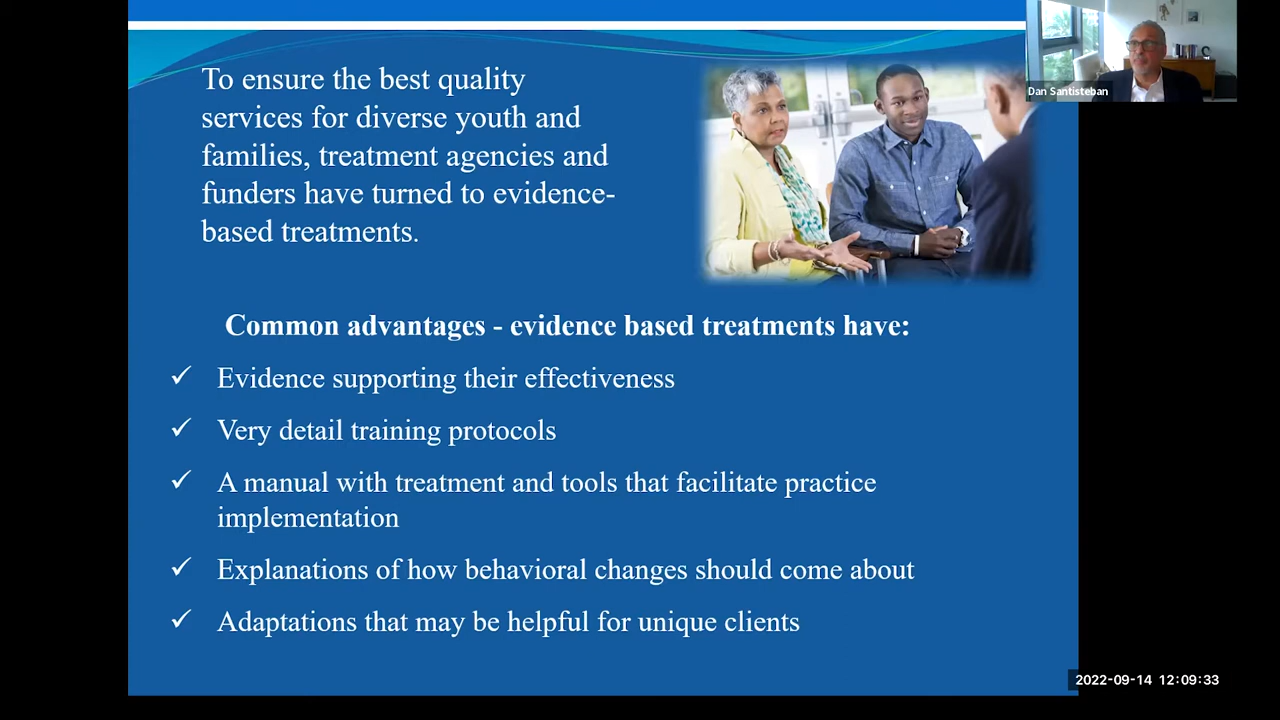 To ensure the best quality
services for diverse youth and
families, treatment agencies and
funders have turned to evidence-
based treatments.
Dan Santisteban
Common advantages - evidence based treatments have:
✓ Evidence supporting their effectiveness
✓ Very detail training protocols
✓ A manual with treatment and tools that facilitate practice
implementation
✓ Explanations of how behavioral changes should come about
✓ Adaptations that may be helpful for unique clients
2022-09-14 12:09:33